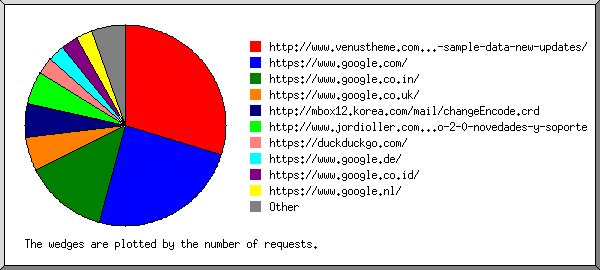 http://www.venustheme.com...-sample-data-new-updates/
https://www.google.com/
https://www.google.co.in/
https://www.google.co.uk/
http://mbox12.korea.com/mail/changeEncode.crd
http://www.jordioller.com...o-2-0-novedades-y-soporte
https://duckduckgo.com/
https://www.google.de/
https://www.google.co.id/
https://www.google.nl/
Other
The wedges are plotted by the number of requests.